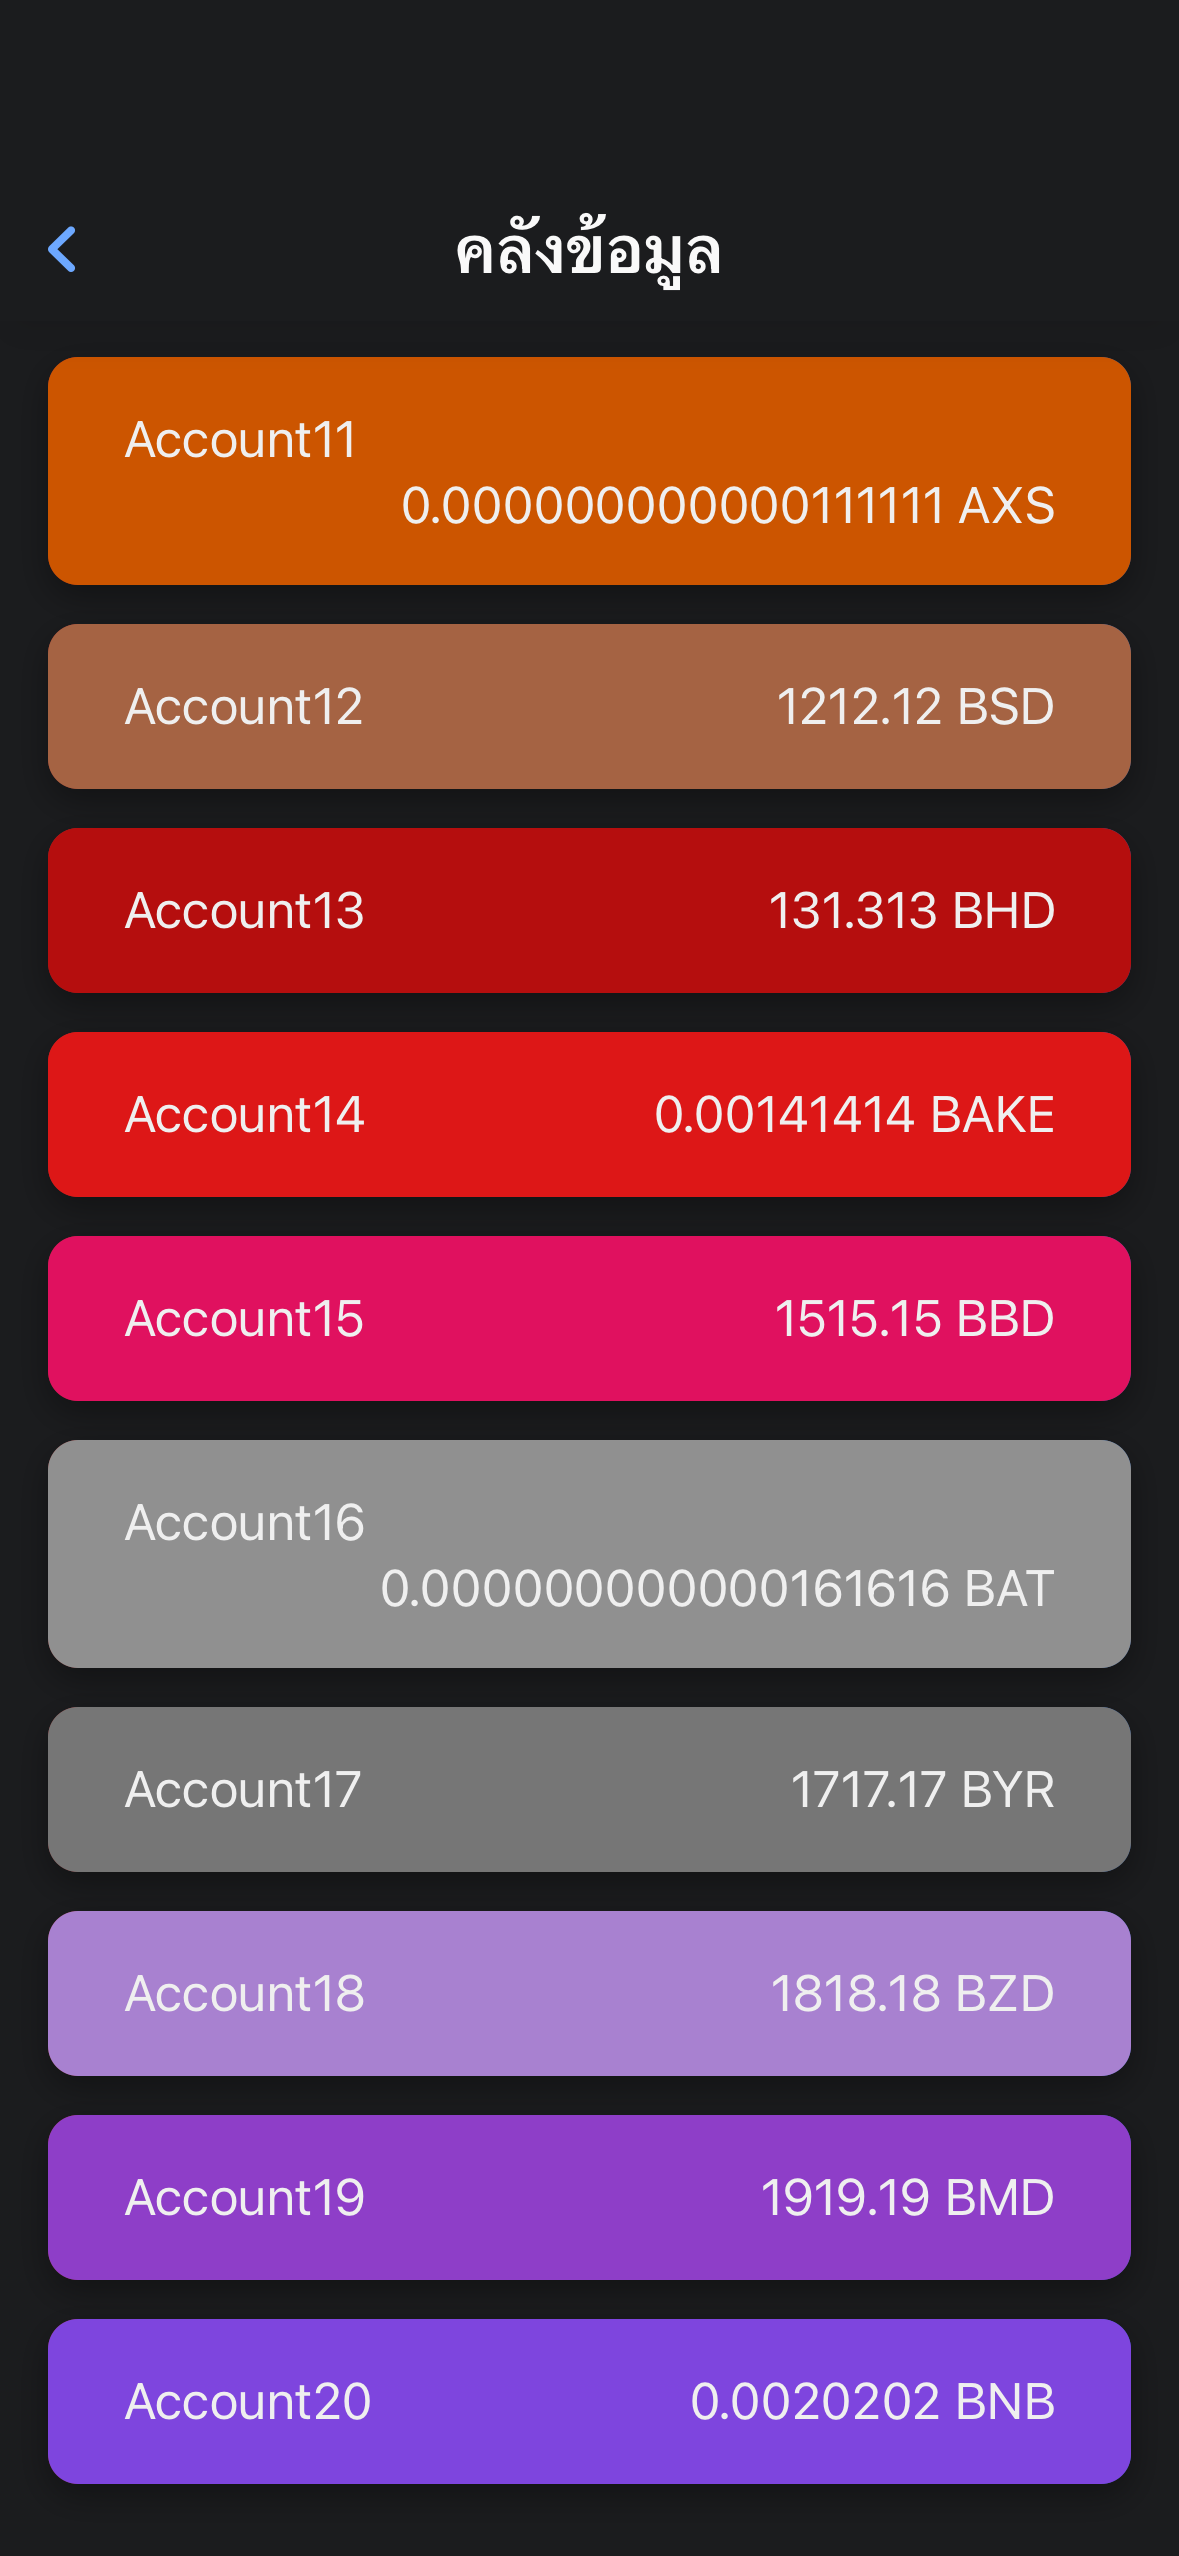 คลังข้อมูล
Account11
0.000000000000111111 AXS
Account12 1212.12 BSD
Account13 131.313 BHD
Account14 0.00141414 BAKE
Account15 1515.15 BBD
Account16
0.000000000000161616 BAT
Account17 1717.17 BYR
Account18 1818.18 BZD
Account19 1919.19 BMD
Account20 0.0020202 BNB